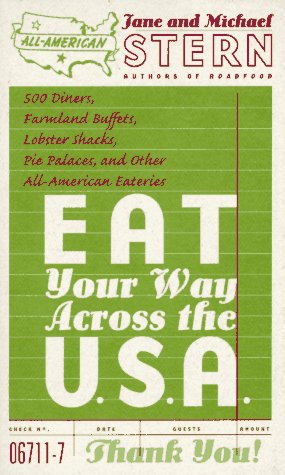 ALL-AMERICAN
Jane and Michael
STERN
AUTHORS OF ROADFOOD
500 Diners,
Farmland Buffets,
Lobster Shacks,
Pie Palaces, and Other
All-American Eateries
EAT
Your Way
Across the
U.S.A.
CHECK No. DATE GUESTS AMOUNT
06711-7 Thank You!